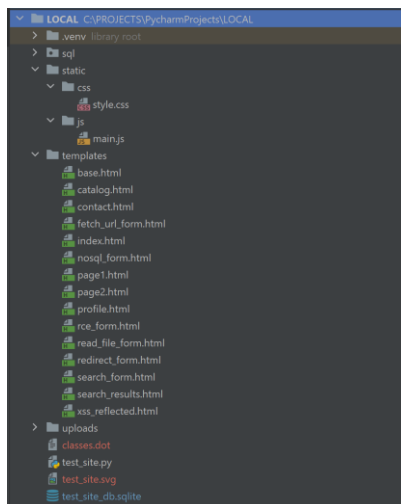 LOCAL C:\PROJECTS\PycharmProjects\LOCAL
.venv library root
sql
static
css
style.css
js
main.js
templates
base.html
catalog.html
contact.html
fetch_url_form.html
index.html
nosql_form.html
page1.html
page2.html
profile.html
rce_form.html
read_file_form.html
redirect_form.html
search_form.html
search_results.html
xss_reflected.html
uploads
classes.dot
test_site.py
test_site.svg
test_site_db.sqlite